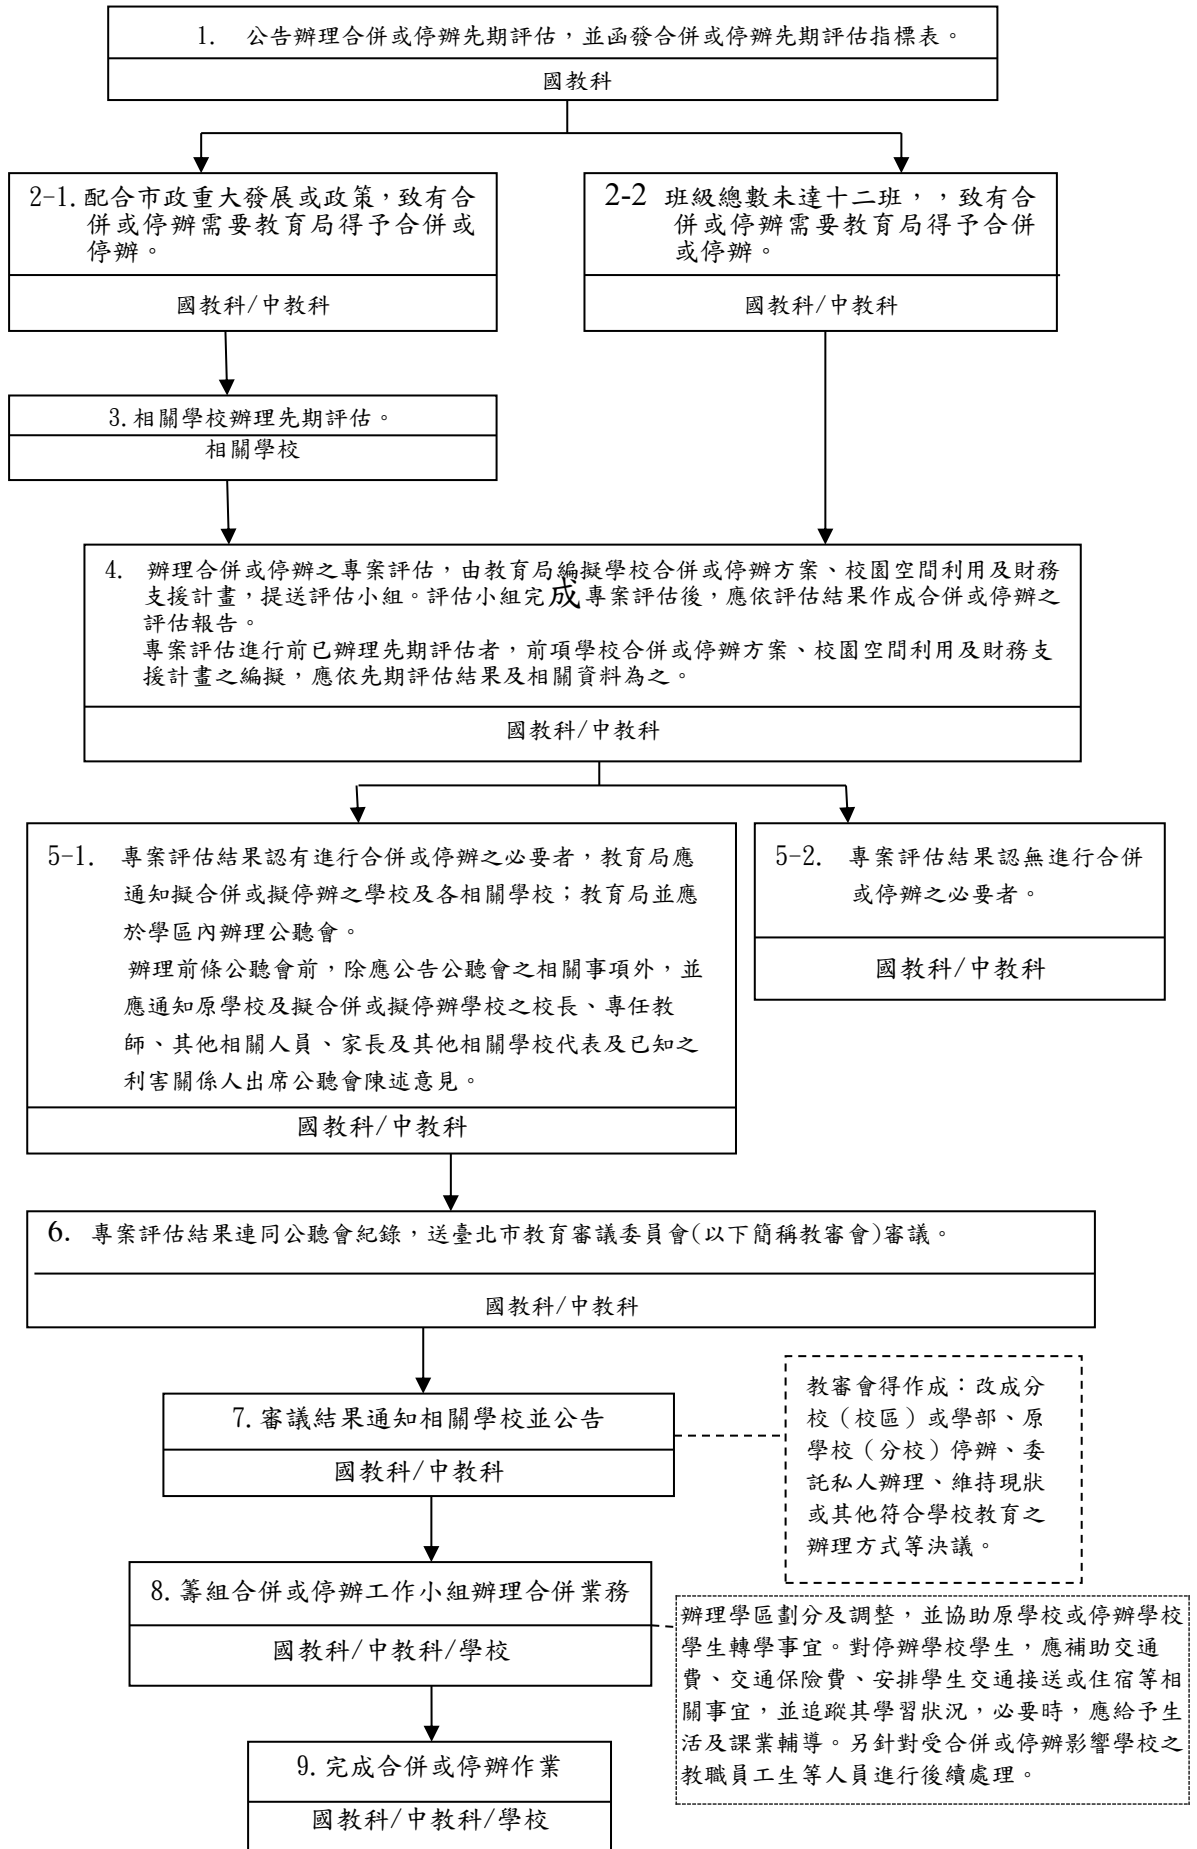 1. 公告辦理合併或停辦先期評估，並函發合併或停辦先期評估指標表。
國教科
2-1.配合市政重大發展或政策，致有合
併或停辦需要教育局得予合併或
停辦。
國教科/中教科
2-2 班級總數未達十二班，，致有合
併或停辦需要教育局得予合併
或停辦。
國教科/中教科
3.相關學校辦理先期評估。
相關學校
4. 辦理合併或停辦之專案評估，由教育局編擬學校合併或停辦方案、校園空間利用及財務
支援計畫，提送評估小組。評估小組完成專案評估後，應依評估結果作成合併或停辦之
評估報告。
專案評估進行前已辦理先期評估者，前項學校合併或停辦方案、校園空間利用及財務支
援計畫之編擬，應依先期評估結果及相關資料為之。
國教科/中教科
5-1. 專案評估結果認有進行合併或停辦之必要者，教育局應
通知擬合併或擬停辦之學校及各相關學校；教育局並應
於學區內辦理公聽會。
辦理前條公聽會前，除應公告公聽會之相關事項外，並
應通知原學校及擬合併或擬停辦學校之校長、專任教
師、其他相關人員、家長及其他相關學校代表及已知之
利害關係人出席公聽會陳述意見。
國教科/中教科
5-2. 專案評估結果認無進行合併
或停辦之必要者。
國教科/中教科
6. 專案評估結果連同公聽會紀錄，送臺北市教育審議委員會(以下簡稱教審會)審議。
國教科/中教科
7.審議結果通知相關學校並公告
國教科/中教科
教審會得作成：改成分
校（校區）或學部、原
學校（分校）停辦、委
託私人辦理、維持現狀
或其他符合學校教育之
辦理方式等決議。
8.籌組合併或停辦工作小組辦理合併業務
國教科/中教科/學校
辦理學區劃分及調整，並協助原學校或停辦學校
學生轉學事宜。對停辦學校學生，應補助交通
費、交通保險費、安排學生交通接送或住宿等相
關事宜，並追蹤其學習狀況，必要時，應給予生
活及課業輔導。另針對受合併或停辦影響學校之
教職員工生等人員進行後續處理。
9.完成合併或停辦作業
國教科/中教科/學校